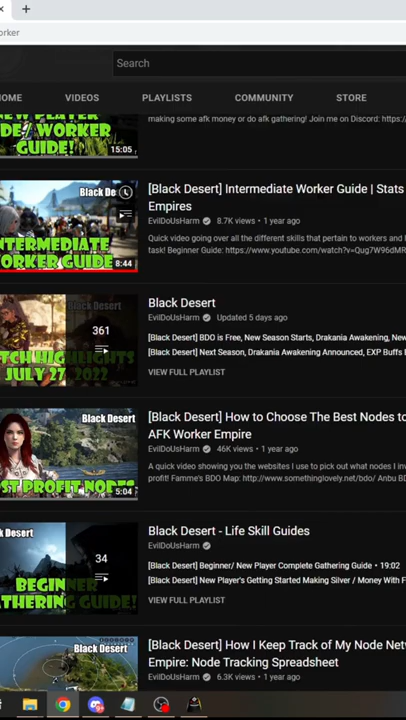 orker
Search
HOME VIDEOS PLAYLISTS COMMUNITY STORE
NEW PLAYER
DE/ WORKER
GUIDE!
15:05
making some afk money or do afk gathering! Join me on Discord: https:/
Black De
INTERMEDIATE
WORKER GUIDE
8:44
[Black Desert] Intermediate Worker Guide | Stats
Empires
EvilDoUsHarm 8.7K views • 1 year ago
Quick video going over all the different skills that pertain to workers and
task! Beginner Guide: https://www.youtube.com/watch?v=Qug7W96dMR
Black Desert
TCH HIGHLIGHTS
JULY 27 2022
361
Black Desert
EvilDoUsHarm Updated 5 days ago
[Black Desert] BDO is Free, New Season Starts, Drakania Awakening, New
[Black Desert] Next Season, Drakania Awakening Announced, EXP Buffs
VIEW FULL PLAYLIST
Black Desert
ST PROFIT NODES
5:04
[Black Desert] How to Choose The Best Nodes to
AFK Worker Empire
EvilDoUsHarm 46K views • 1 year ago
A quick video showing you the websites I use to pick out what nodes I inv
profit! Famme's BDO Map: http://www.somethinglovely.net/bdo/ Anbu BD
ck Desert
BEGINNER
THERING GUIDE!
34
Black Desert - Life Skill Guides
EvilDoUsHarm
[Black Desert] Beginner/ New Player Complete Gathering Guide • 19:02
[Black Desert] New Player's Getting Started Making Silver / Money With F
VIEW FULL PLAYLIST
Black Desert
[Black Desert] How I Keep Track of My Node Netw
Empire: Node Tracking Spreadsheet
EvilDoUsHarm 6.3K views • 1 year ago